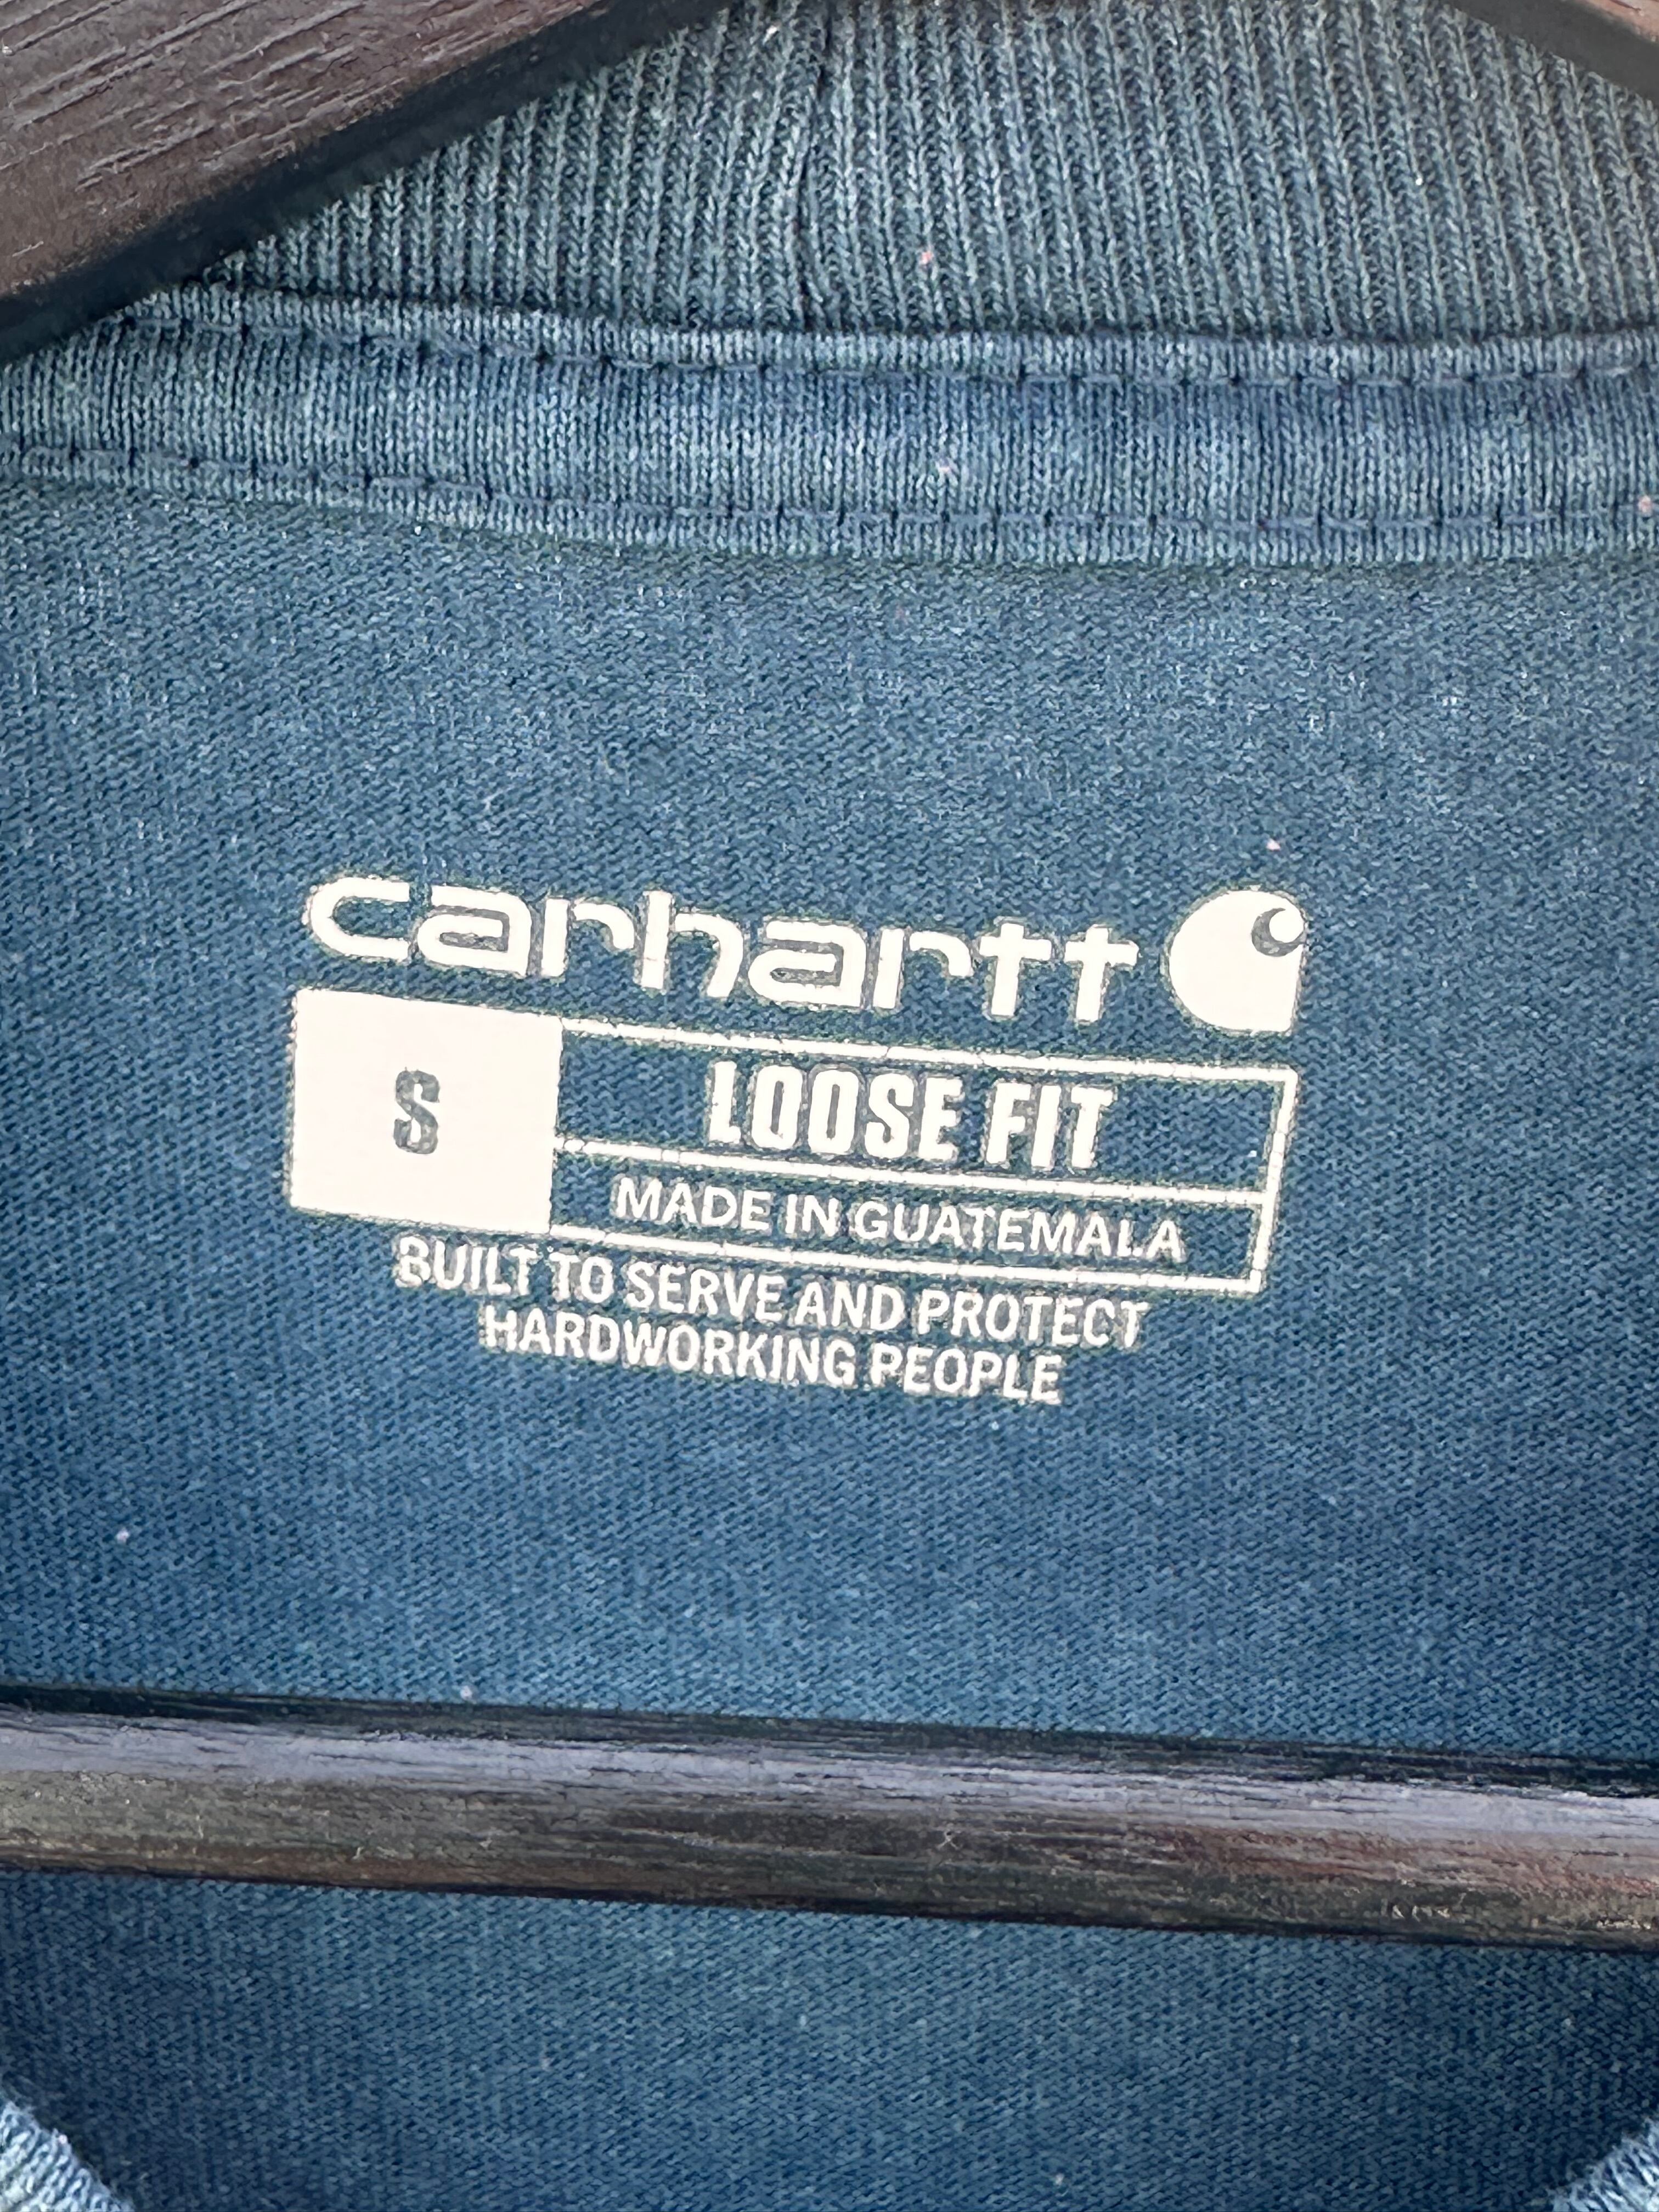 carhartt
S
LOOSE FIT
MADE IN GUATEMALA
BUILT TO SERVE AND PROTECT
HARDWORKING PEOPLE